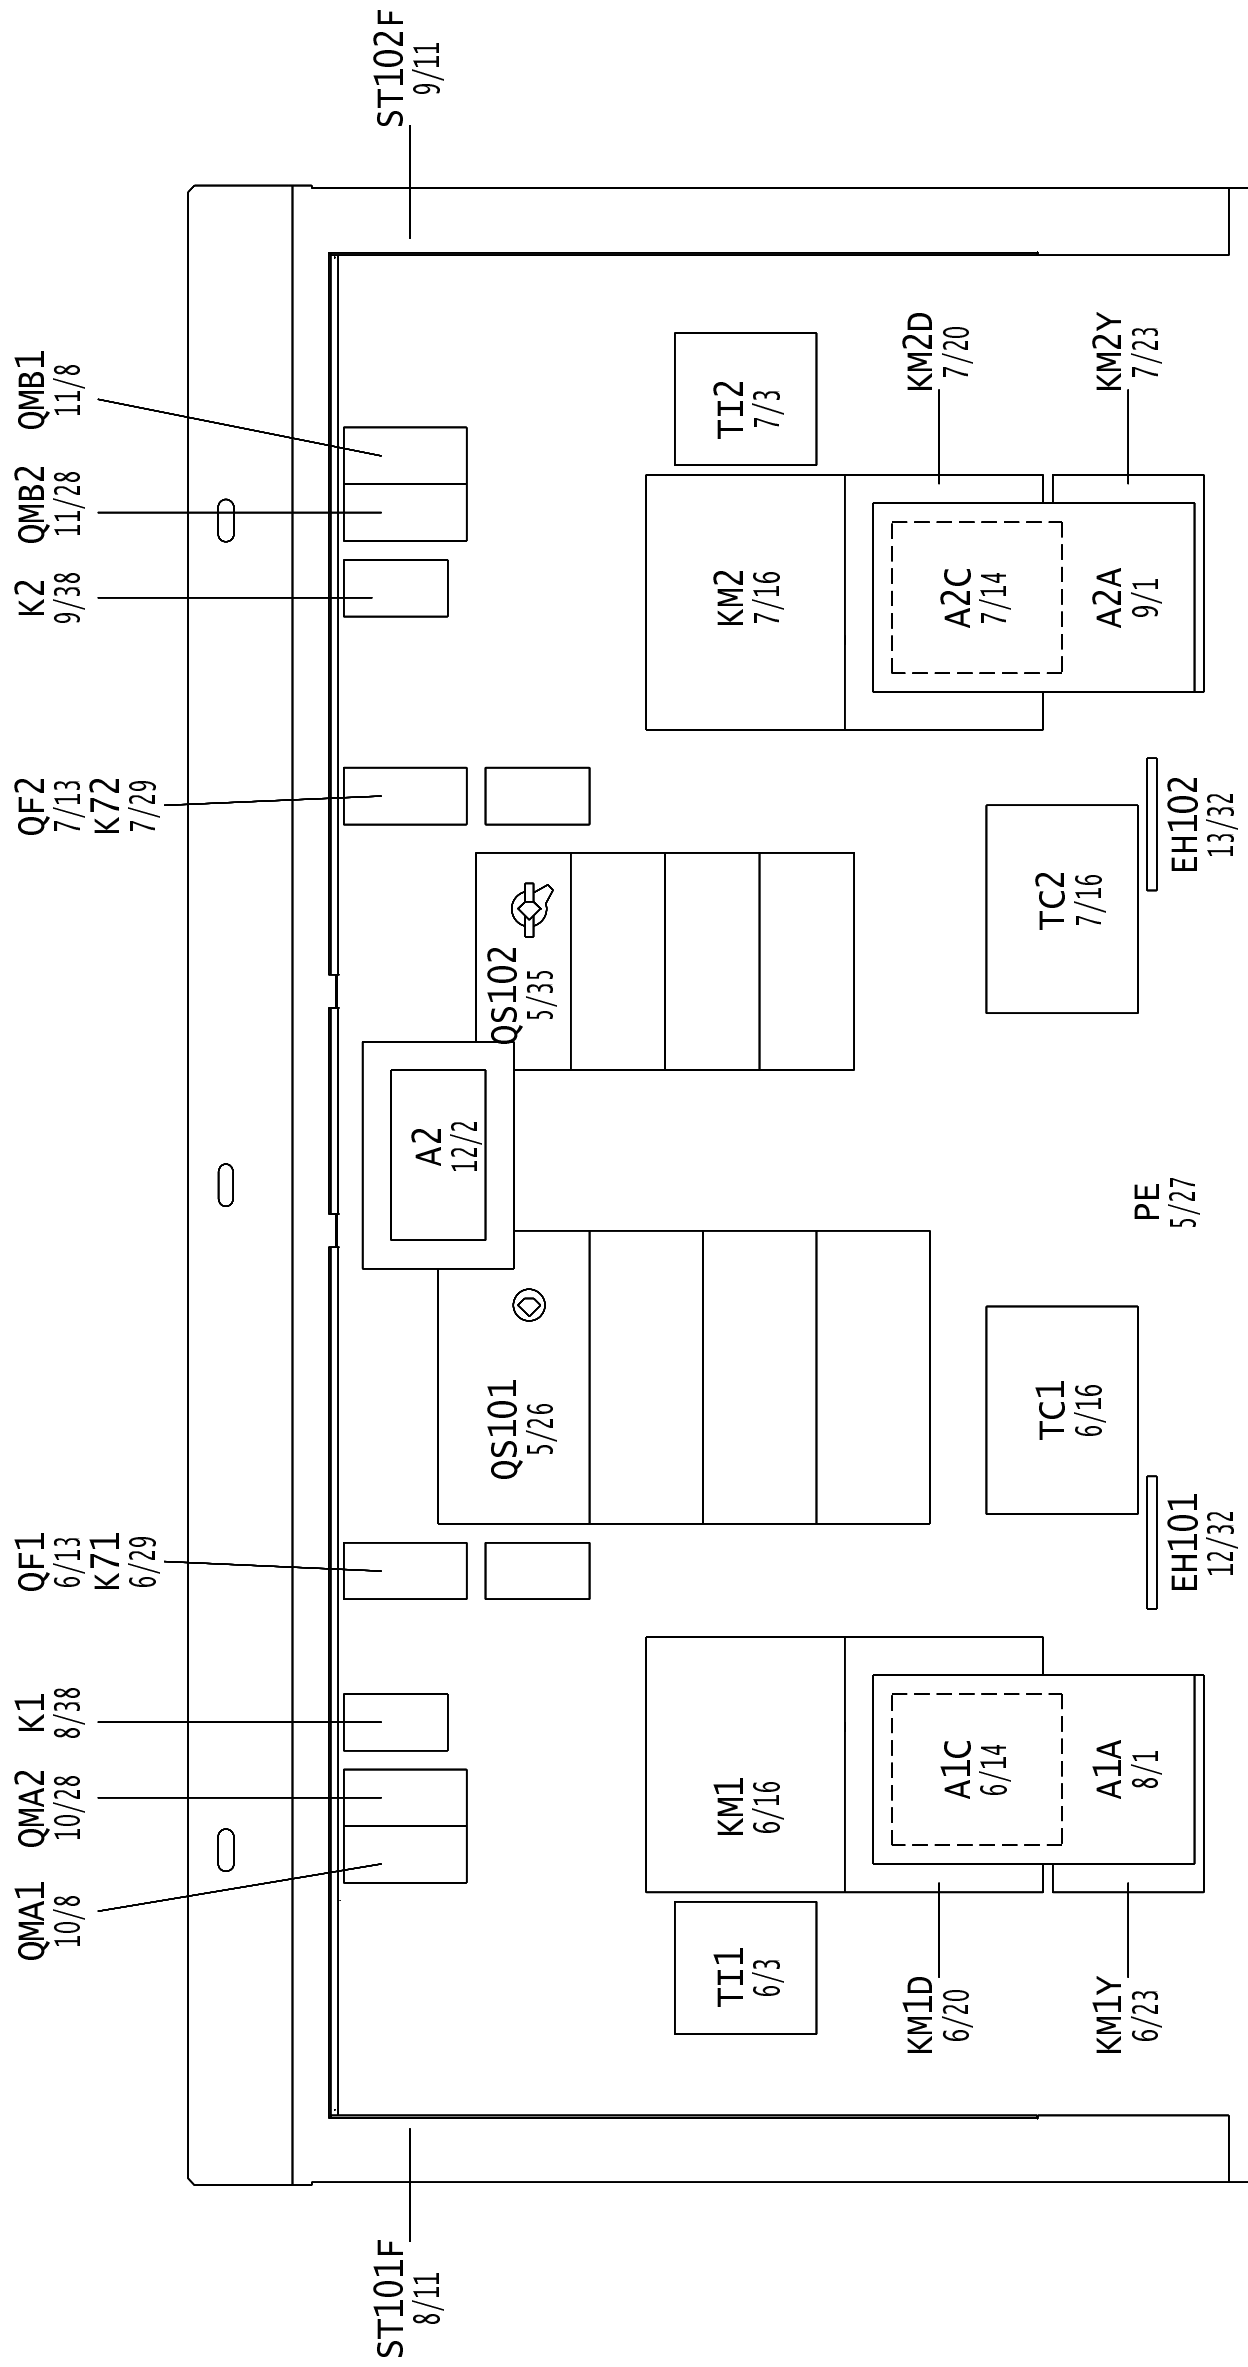 QMA1
10/8
QMA2
10/28
K1
8/38
QF1
6/13
K71
6/29
QF2
7/13
K72
7/29
K2
9/38
QMB2
11/28
QMB1
11/8
ST101F
8/11
ST102F
9/11
A2
12/2
QS101
5/26
QS102
5/35
TI1
6/3
KM1
6/16
KM2
7/16
TI2
7/3
KM1D
6/20
A1C
6/14
A2C
7/14
KM2D
7/20
TC1
6/16
TC2
7/16
KM1Y
6/23
A1A
8/1
A2A
9/1
KM2Y
7/23
PE
5/27
EH101
12/32
EH102
13/32